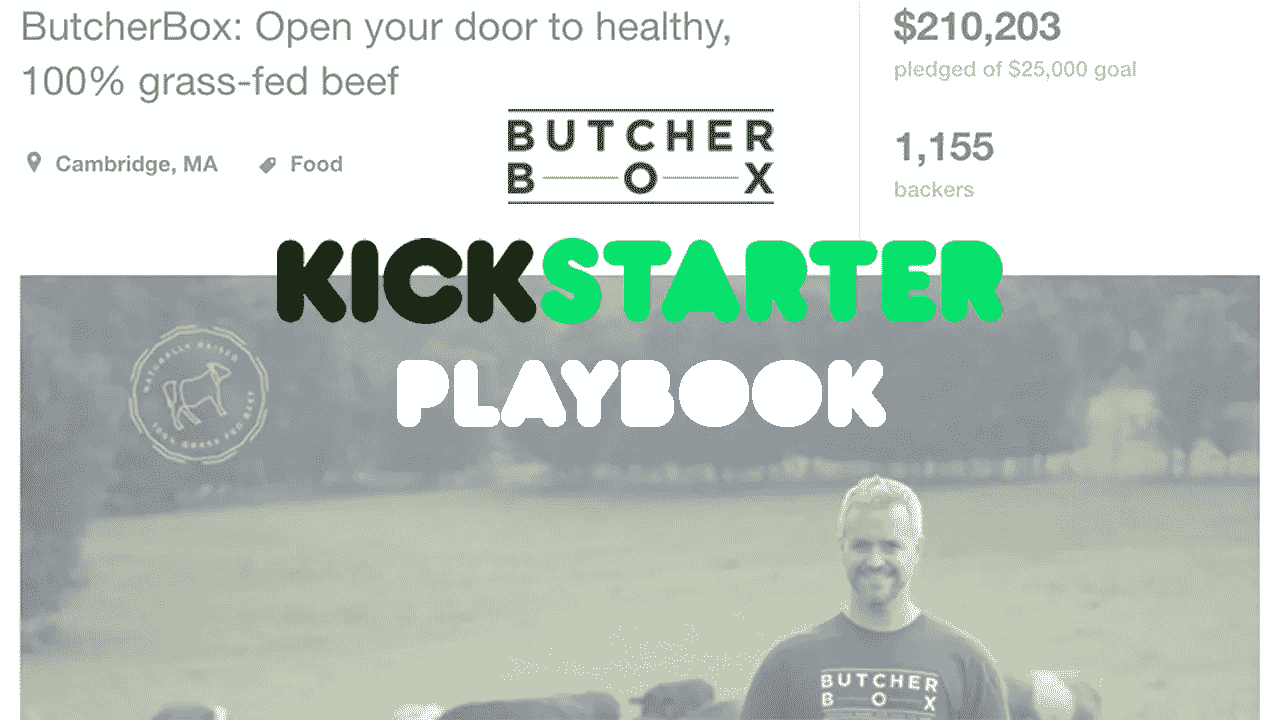 ButcherBox: Open your door to healthy,
100% grass-fed beef
Cambridge, MA
Food
$210,203
pledged of $25,000 goal
1,155
backers
BUTCHER
BOX
KICKSTARTER
PLAYBOOK
NATURALLY RAISED
100% GRASS FED BEEF
BUTCHER
BOX